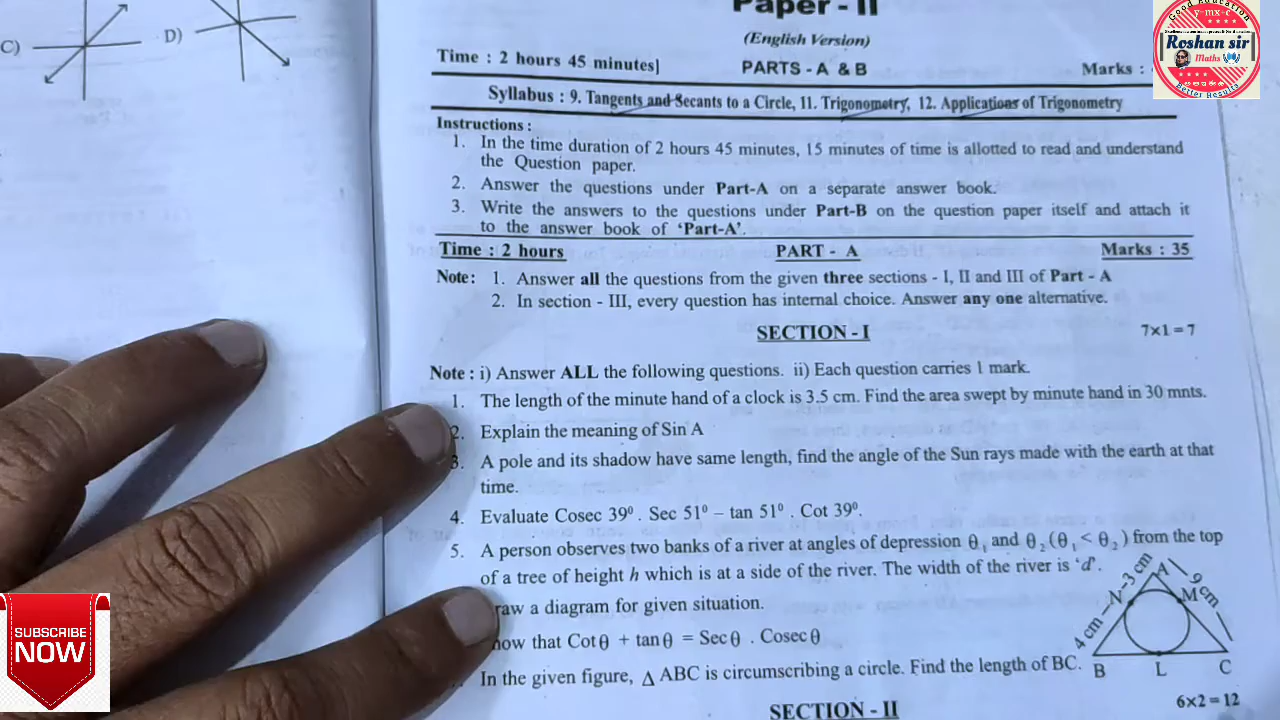 C)
D)
Paper - II
(English Version)
Time : 2 hours 45 minutes]
PARTS - A & B
Marks :
Syllabus : 9. Tangents and Secants to a Circle, 11. Trigonometry, 12. Applications of Trigonometry
Instructions :
1. In the time duration of 2 hours 45 minutes, 15 minutes of time is allotted to read and understand
the Question paper.
2. Answer the questions under Part-A on a separate answer book.
3. Write the answers to the questions under Part-B on the question paper itself and attach it
to the answer book of ‘Part-A’.
Time : 2 hours
PART - A
Marks : 35
Note : 1. Answer all the questions from the given three sections - I, II and III of Part - A
2. In section - III, every question has internal choice. Answer any one alternative.
SECTION - I
7×1 = 7
Note : i) Answer ALL the following questions. ii) Each question carries 1 mark.
1. The length of the minute hand of a clock is 3.5 cm. Find the area swept by minute hand in 30 mnts.
2. Explain the meaning of Sin A
3. A pole and its shadow have same length, find the angle of the Sun rays made with the earth at that
time.
4. Evaluate Cosec 39⁰ . Sec 51⁰ – tan 51⁰ . Cot 39⁰.
5. A person observes two banks of a river at angles of depression θ₁ and θ₂ (θ₁ < θ₂) from the top
of a tree of height h which is at a side of the river. The width of the river is ‘d’.
raw a diagram for given situation.
how that Cotθ + tanθ = Secθ . Cosecθ
In the given figure, △ ABC is circumscribing a circle. Find the length of BC.
A
3 cm
9 cm
N
M
4 cm
B
L
C
SECTION - II
6×2 = 12
Good Education
y=mx+c
Roshan sir
Maths
Better Results
SUBSCRIBE
NOW